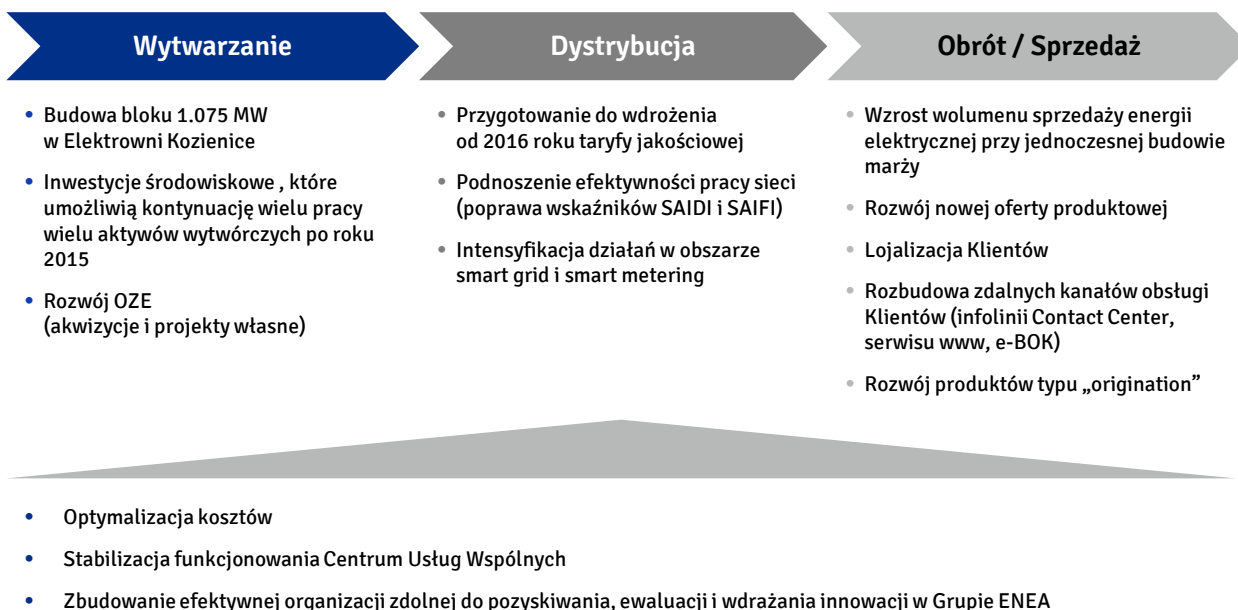 Wytwarzanie
Dystrybucja
Obrót / Sprzedaż
• Budowa bloku 1.075 MW
w Elektrowni Kozienice
• Inwestycje środowiskowe , które
umożliwią kontynuację wielu pracy
wielu aktywów wytwórczych po roku
2015
• Rozwój OZE
(akwizycje i projekty własne)
• Przygotowanie do wdrożenia
od 2016 roku taryfy jakościowej
• Podnoszenie efektywności pracy sieci
(poprawa wskaźników SAIDI i SAIFI)
• Intensyfikacja działań w obszarze
smart grid i smart metering
• Wzrost wolumenu sprzedaży energii
elektrycznej przy jednoczesnej budowie
marży
• Rozwój nowej oferty produktowej
• Lojalizacja Klientów
• Rozbudowa zdalnych kanałów obsługi
Klientów (infolinii Contact Center,
serwisu www, e-BOK)
• Rozwój produktów typu „origination”
• Optymalizacja kosztów
• Stabilizacja funkcjonowania Centrum Usług Wspólnych
• Zbudowanie efektywnej organizacji zdolnej do pozyskiwania, ewaluacji i wdrażania innowacji w Grupie ENEA